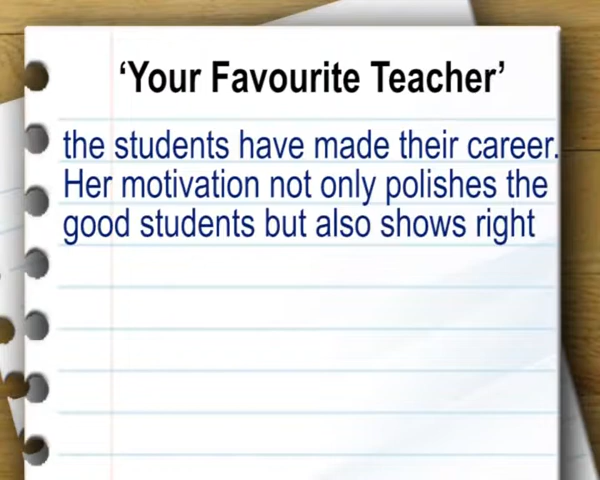 ‘Your Favourite Teacher’
the students have made their career.
Her motivation not only polishes the
good students but also shows right